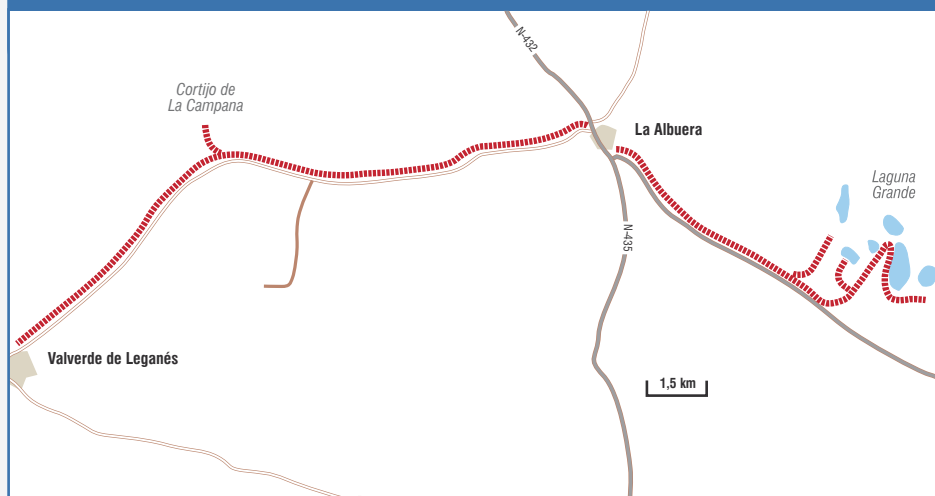 N-432
Cortijo de
La Campana
La Albuera
Laguna
Grande
N-435
Valverde de Leganés
1,5 km